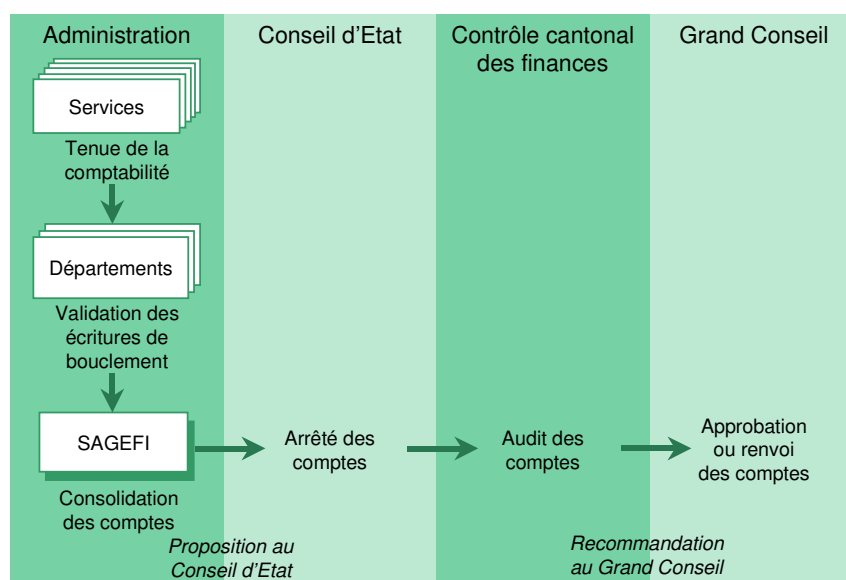 Administration
Conseil d'Etat
Contrôle cantonal
des finances
Grand Conseil
Services
Tenue de la
comptabilité
Départements
Validation des
écritures de
bouclement
SAGEFI
Consolidation
des comptes
Arrêté des
comptes
Audit des
comptes
Approbation
ou renvoi
des comptes
Proposition au
Conseil d'Etat
Recommandation
au Grand Conseil